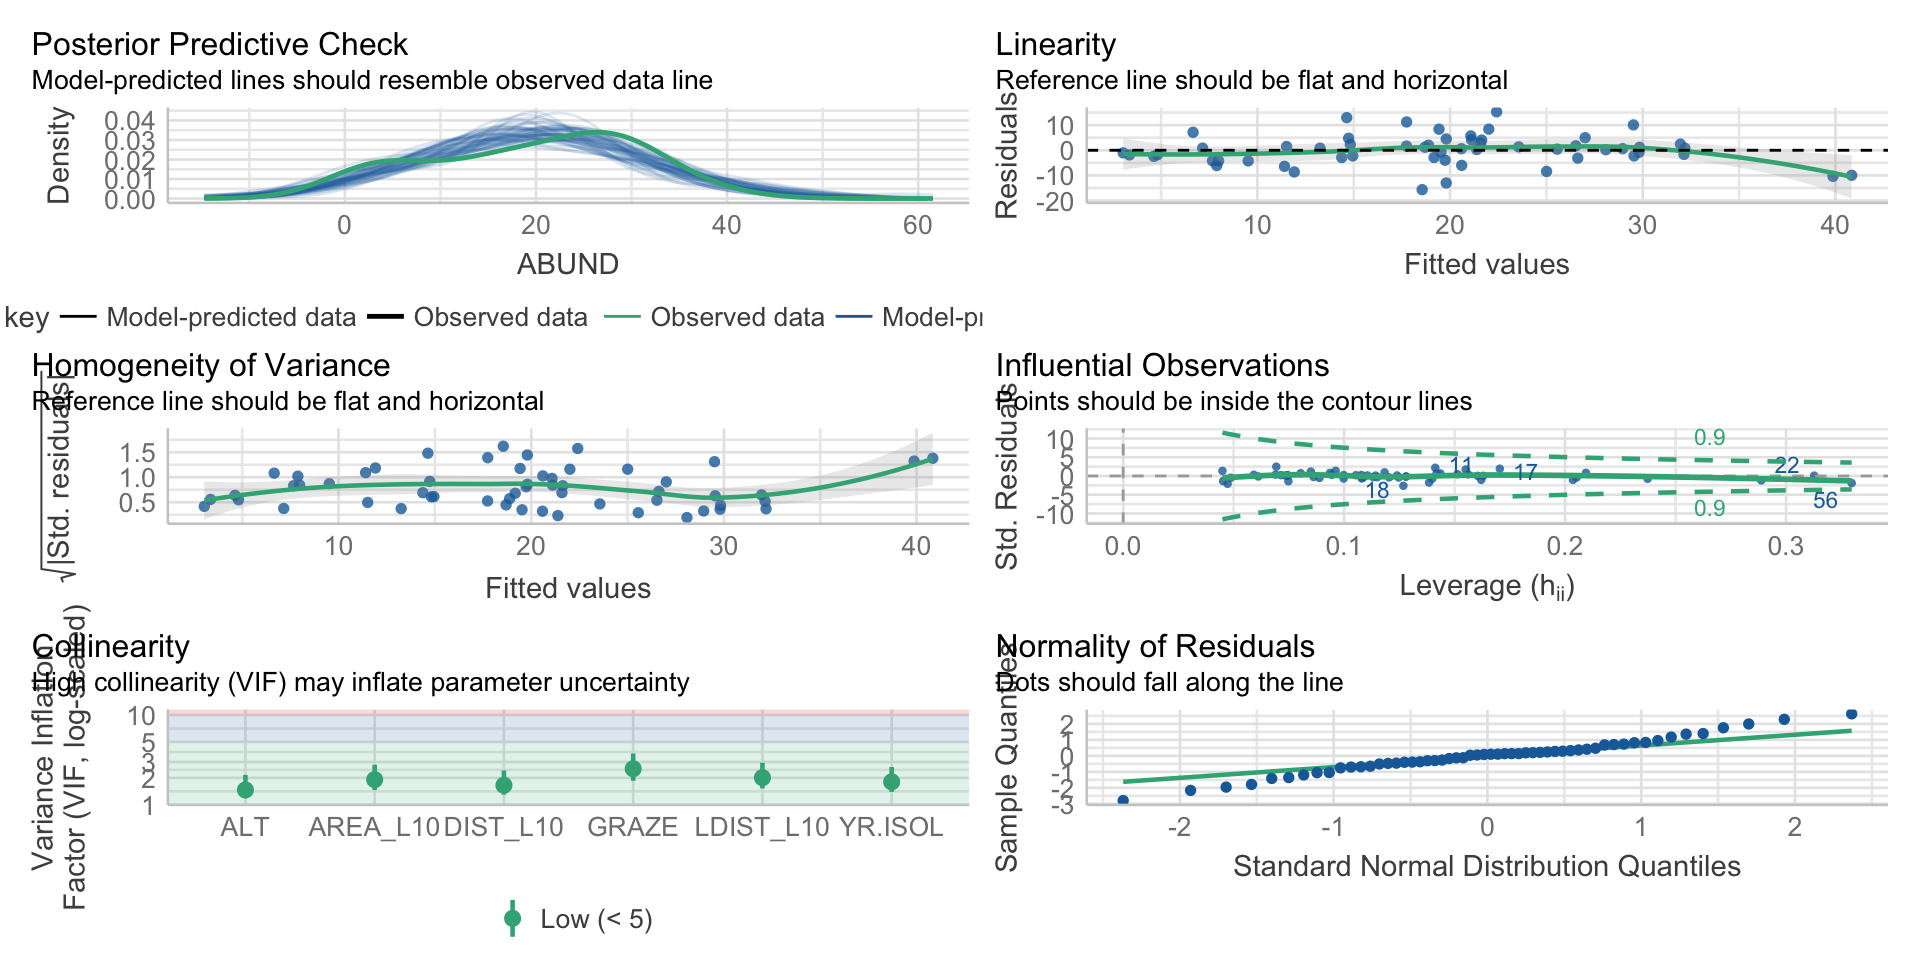 Posterior Predictive Check
Model-predicted lines should resemble observed data line
Density
0.04
0.03
0.02
0.01
0.00
0 20 40 60
ABUND
key Model-predicted data Observed data Observed data Model-pr
Linearity
Reference line should be flat and horizontal
Residuals
10
0
-10
-20
10 20 30 40
Fitted values
Homogeneity of Variance
Reference line should be flat and horizontal
√|Std. residuals|
1.5
1.0
0.5
10 20 30 40
Fitted values
Influential Observations
Points should be inside the contour lines
Std. Residuals
10
5
0
-5
-10
0.9
11
17
22
18
56
0.9
0.0 0.1 0.2 0.3
Leverage (hii)
Collinearity
High collinearity (VIF) may inflate parameter uncertainty
Variance Inflation
Factor (VIF, log-scaled)
10
5
3
2
1
ALT AREA_L10 DIST_L10 GRAZE LDIST_L10 YR.ISOL
Low (< 5)
Normality of Residuals
Dots should fall along the line
Sample Quantiles
2
1
0
-1
-2
-3
-2 -1 0 1 2
Standard Normal Distribution Quantiles